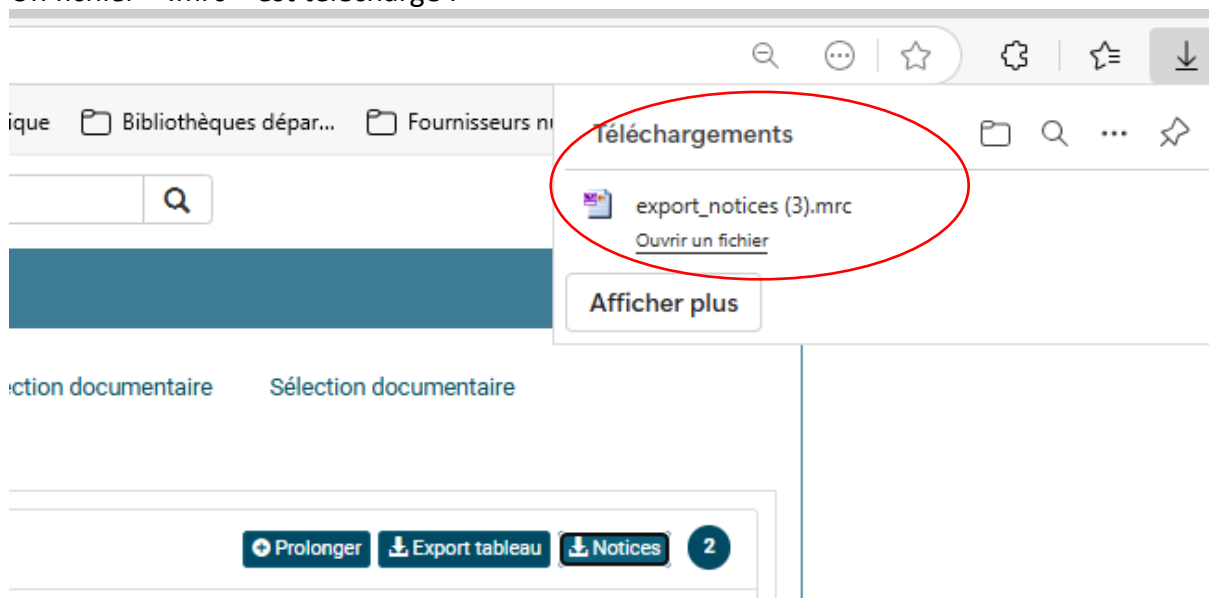 ique Bibliothèques dépar... Fournisseurs nu
Téléchargements
export_notices (3).mrc
Ouvrir un fichier
Afficher plus
ction documentaire Sélection documentaire
Prolonger Export tableau Notices 2